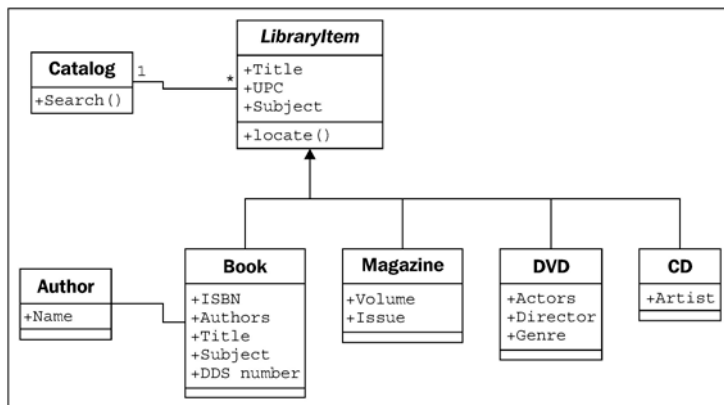 LibraryItem
+Title
+UPC
+Subject
+locate()
Catalog
+Search()
1
*
Author
+Name
Book
+ISBN
+Authors
+Title
+Subject
+DDS number
Magazine
+Volume
+Issue
DVD
+Actors
+Director
+Genre
CD
+Artist